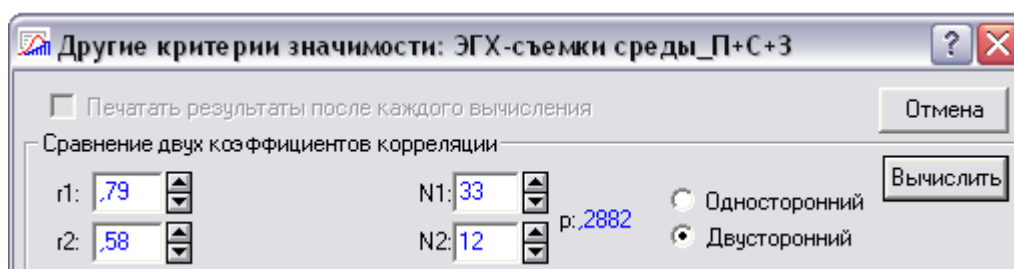 Другие критерии значимости: ЭГХ-съемки среды_П+С+З
Печатать результаты после каждого вычисления
Отмена
Сравнение двух коэффициентов корреляции
Вычислить
r1: ,79 N1: 33 Односторонний
p:,2882
r2: ,58 N2: 12 Двусторонний